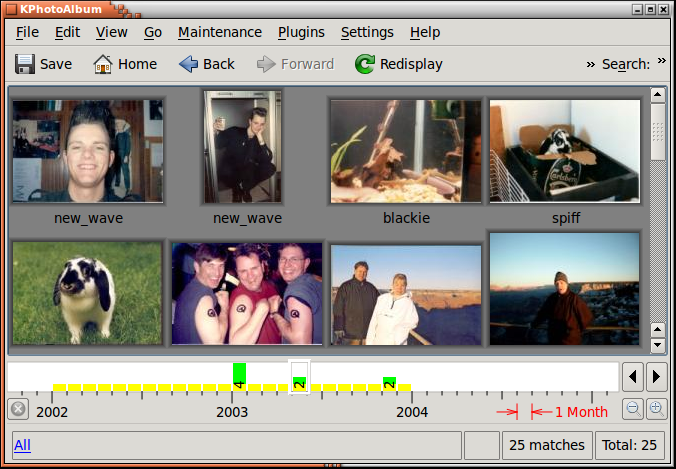 KPhotoAlbum
File Edit View Go Maintenance Plugins Settings Help
Save Home Back Forward Redisplay » Search: »
Carlsberg
new_wave new_wave blackie spiff
4 2 2
2002 2003 2004 1 Month
All 25 matches Total: 25